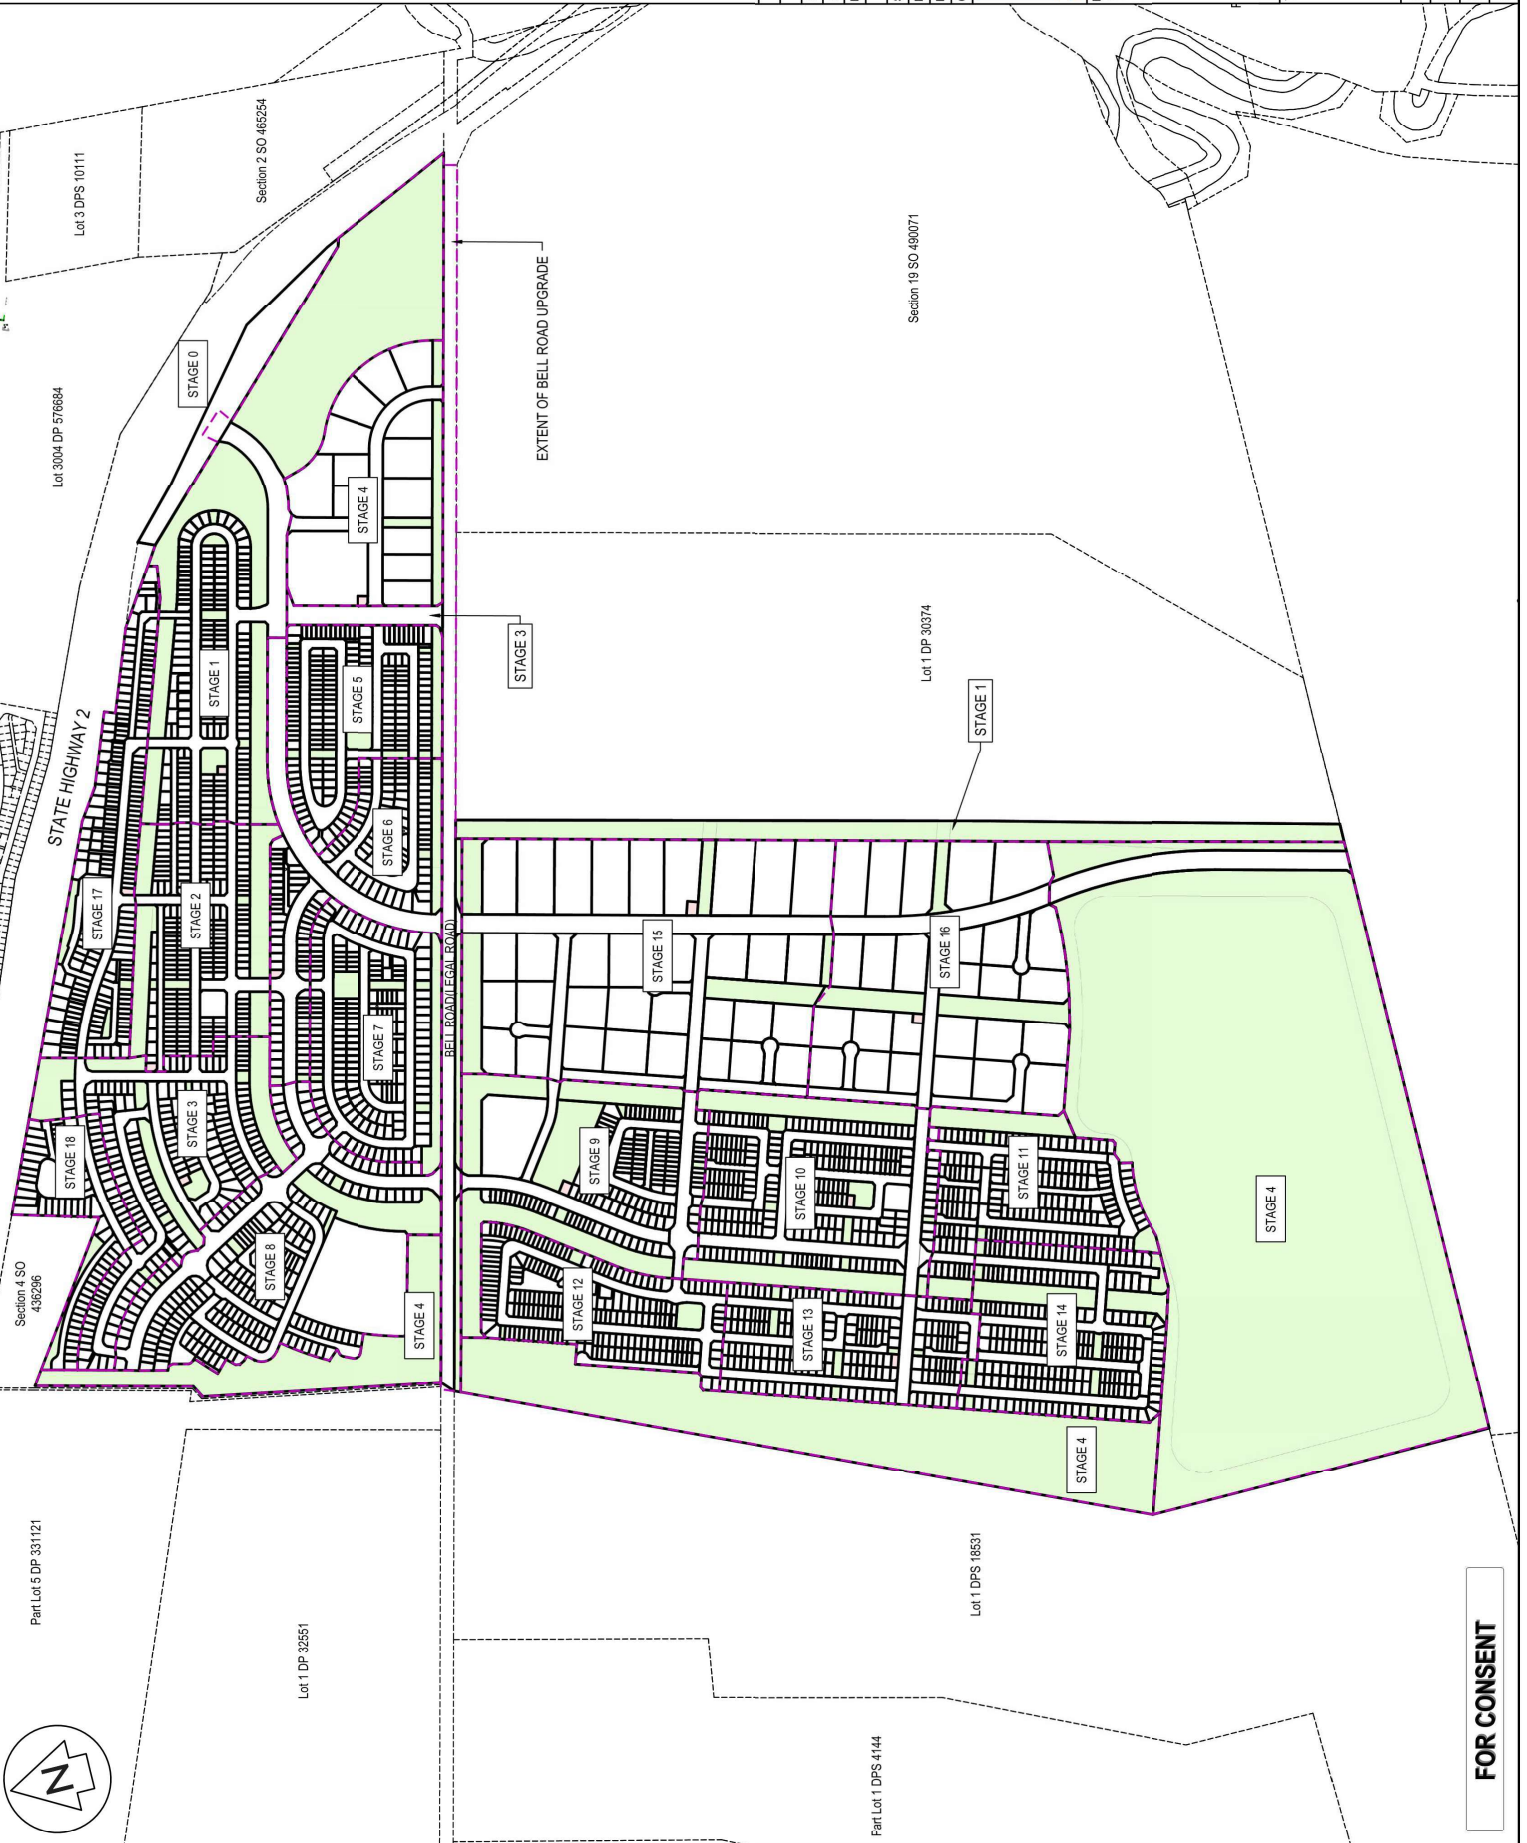 Lot 3 DPS 10111
Section 2 SO 465254
Lot 3004 DP 576684
STAGE 0
EXTENT OF BELL ROAD UPGRADE
Section 19 SO 490071
STATE HIGHWAY 2
STAGE 4
STAGE 1
STAGE 5
STAGE 3
Lot 1 DP 30374
STAGE 1
STAGE 6
STAGE 17
STAGE 2
STAGE 7
BELL ROAD(LEGAL ROAD)
STAGE 15
STAGE 16
STAGE 18
STAGE 3
STAGE 9
STAGE 10
STAGE 11
STAGE 4
Section 4 SO
436296
STAGE 8
STAGE 4
STAGE 12
STAGE 13
STAGE 14
STAGE 4
Part Lot 5 DP 331121
Lot 1 DP 32551
Lot 1 DPS 18531
Part Lot 1 DPS 4144
N
FOR CONSENT